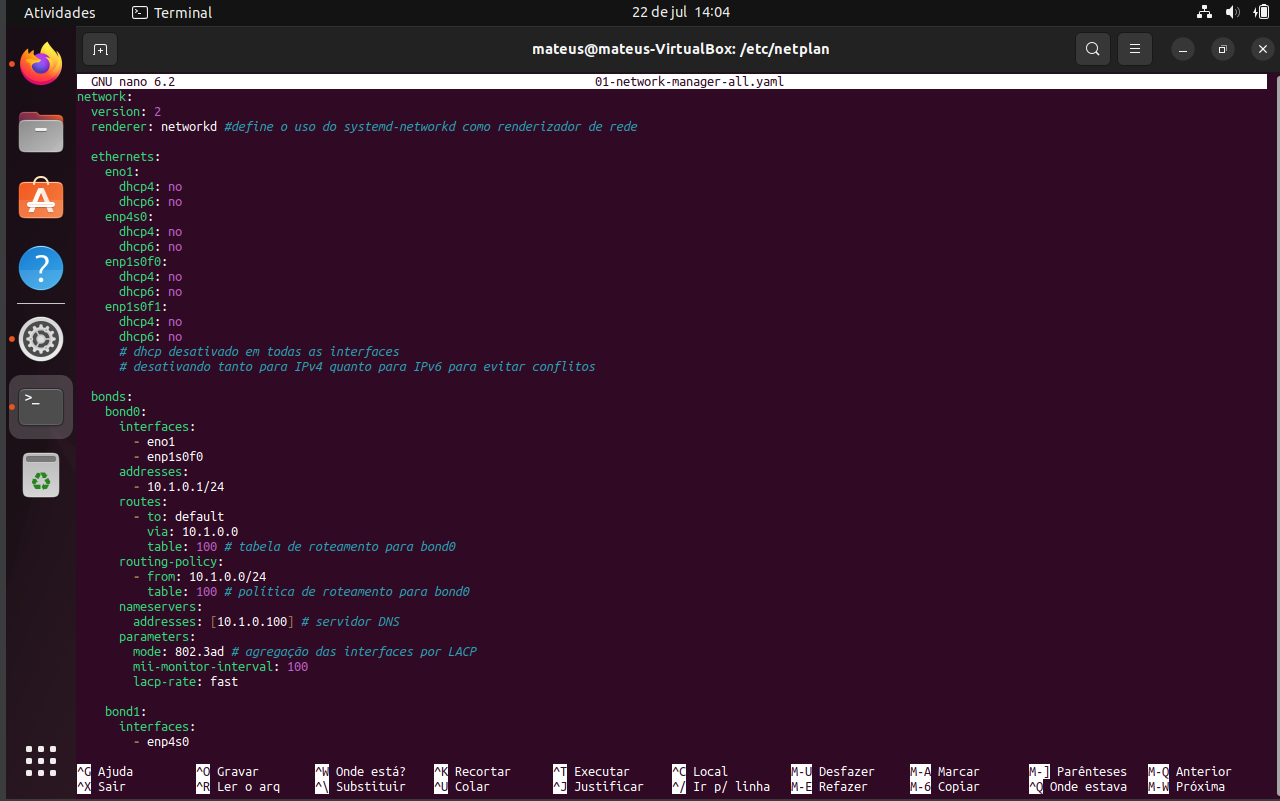 Atividades Terminal 22 de jul 14:04
mateus@mateus-VirtualBox: /etc/netplan
GNU nano 6.2 01-network-manager-all.yaml
network:
  version: 2
  renderer: networkd #define o uso do systemd-networkd como renderizador de rede
  ethernets:
    eno1:
      dhcp4: no
      dhcp6: no
    enp4s0:
      dhcp4: no
      dhcp6: no
    enp1s0f0:
      dhcp4: no
      dhcp6: no
    enp1s0f1:
      dhcp4: no
      dhcp6: no
      # dhcp desativado em todas as interfaces
      # desativando tanto para IPv4 quanto para IPv6 para evitar conflitos
  bonds:
    bond0:
      interfaces:
        - eno1
        - enp1s0f0
      addresses:
        - 10.1.0.1/24
      routes:
        - to: default
          via: 10.1.0.0
          table: 100 # tabela de roteamento para bond0
      routing-policy:
        - from: 10.1.0.0/24
          table: 100 # política de roteamento para bond0
      nameservers:
        addresses: [10.1.0.100] # servidor DNS
      parameters:
        mode: 802.3ad # agregação das interfaces por LACP
        mii-monitor-interval: 100
        lacp-rate: fast
    bond1:
      interfaces:
        - enp4s0
^G Ajuda ^O Gravar ^W Onde está? ^K Recortar ^T Executar ^C Local M-U Desfazer M-A Marcar M-] Parênteses M-Q Anterior
^X Sair ^R Ler o arq ^\ Substituir ^U Colar ^J Justificar ^/ Ir p/ linha M-E Refazer M-6 Copiar ^Q Onde estava M-W Próxima